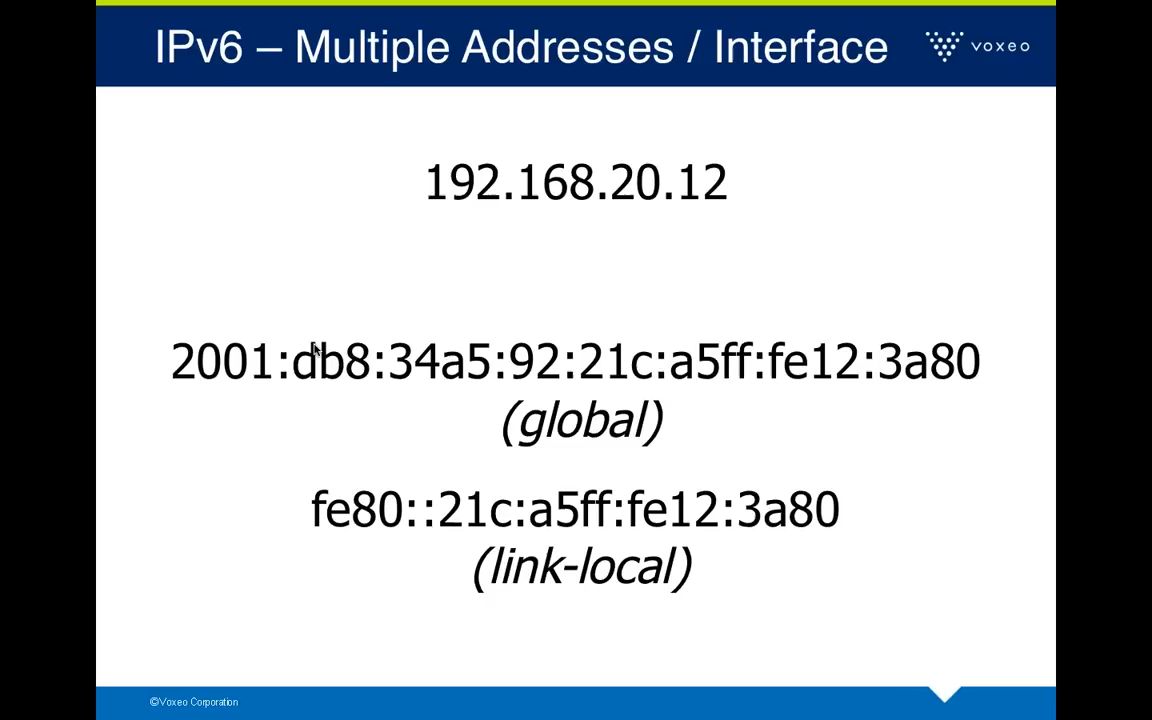 IPv6 – Multiple Addresses / Interface
voxeo
192.168.20.12
2001:db8:34a5:92:21c:a5ff:fe12:3a80
(global)
fe80::21c:a5ff:fe12:3a80
(link-local)
©Voxeo Corporation